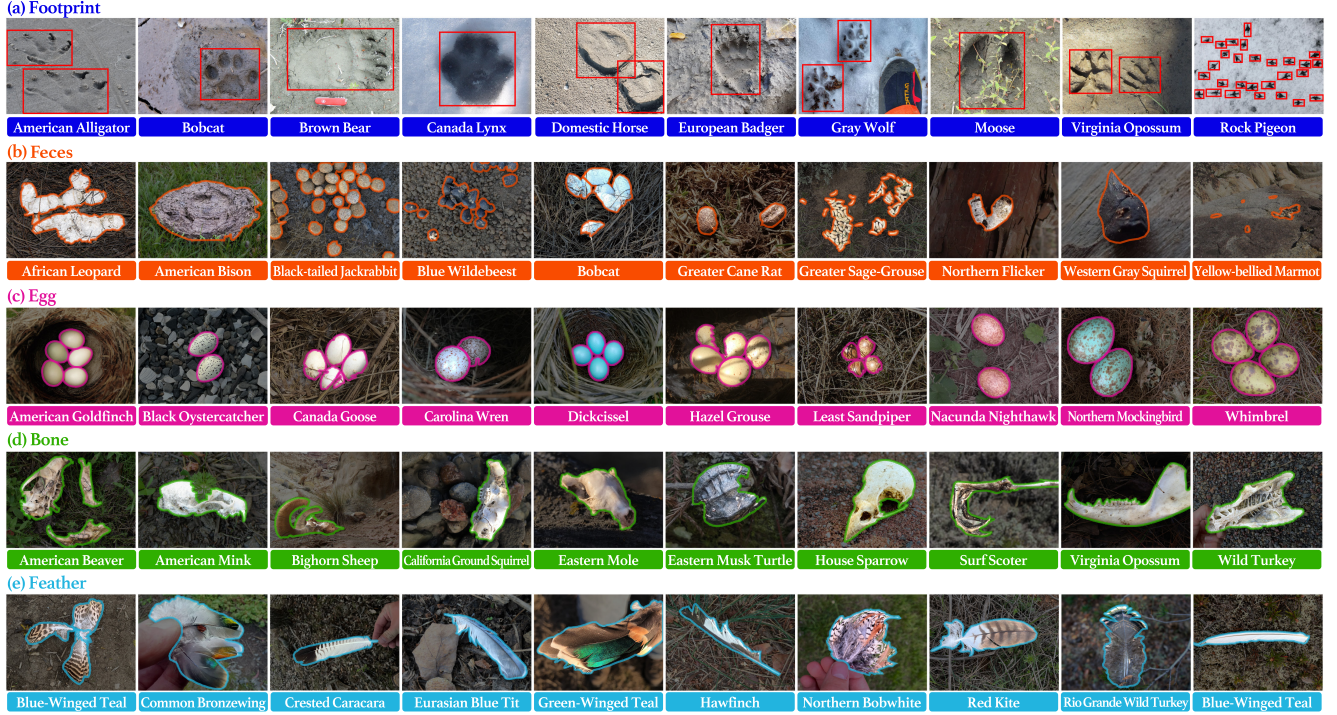 (a) Footprint
American Alligator
Bobcat
Brown Bear
Canada Lynx
Domestic Horse
European Badger
Gray Wolf
Moose
Virginia Opossum
Rock Pigeon
(b) Feces
African Leopard
American Bison
Black-tailed Jackrabbit
Blue Wildebeest
Bobcat
Greater Cane Rat
Greater Sage-Grouse
Northern Flicker
Western Gray Squirrel
Yellow-bellied Marmot
(c) Egg
American Goldfinch
Black Oystercatcher
Canada Goose
Carolina Wren
Dickcissel
Hazel Grouse
Least Sandpiper
Nacunda Nighthawk
Northern Mockingbird
Whimbrel
(d) Bone
American Beaver
American Mink
Bighorn Sheep
California Ground Squirrel
Eastern Mole
Eastern Musk Turtle
House Sparrow
Surf Scoter
Virginia Opossum
Wild Turkey
(e) Feather
Blue-Winged Teal
Common Bronzewing
Crested Caracara
Eurasian Blue Tit
Green-Winged Teal
Hawfinch
Northern Bobwhite
Red Kite
Rio Grande Wild Turkey
Blue-Winged Teal